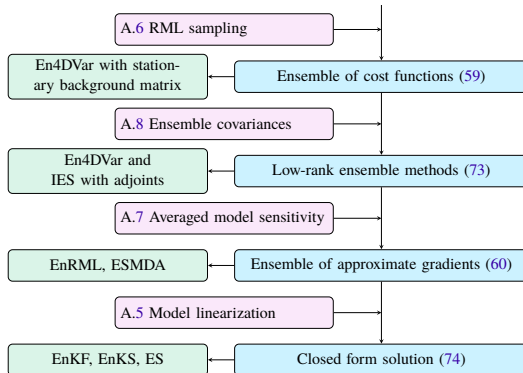 A.6 RML sampling
En4DVar with station-
ary background matrix
Ensemble of cost functions (59)
A.8 Ensemble covariances
En4DVar and
IES with adjoints
Low-rank ensemble methods (73)
A.7 Averaged model sensitivity
EnRML, ESMDA
Ensemble of approximate gradients (60)
A.5 Model linearization
EnKF, EnKS, ES
Closed form solution (74)